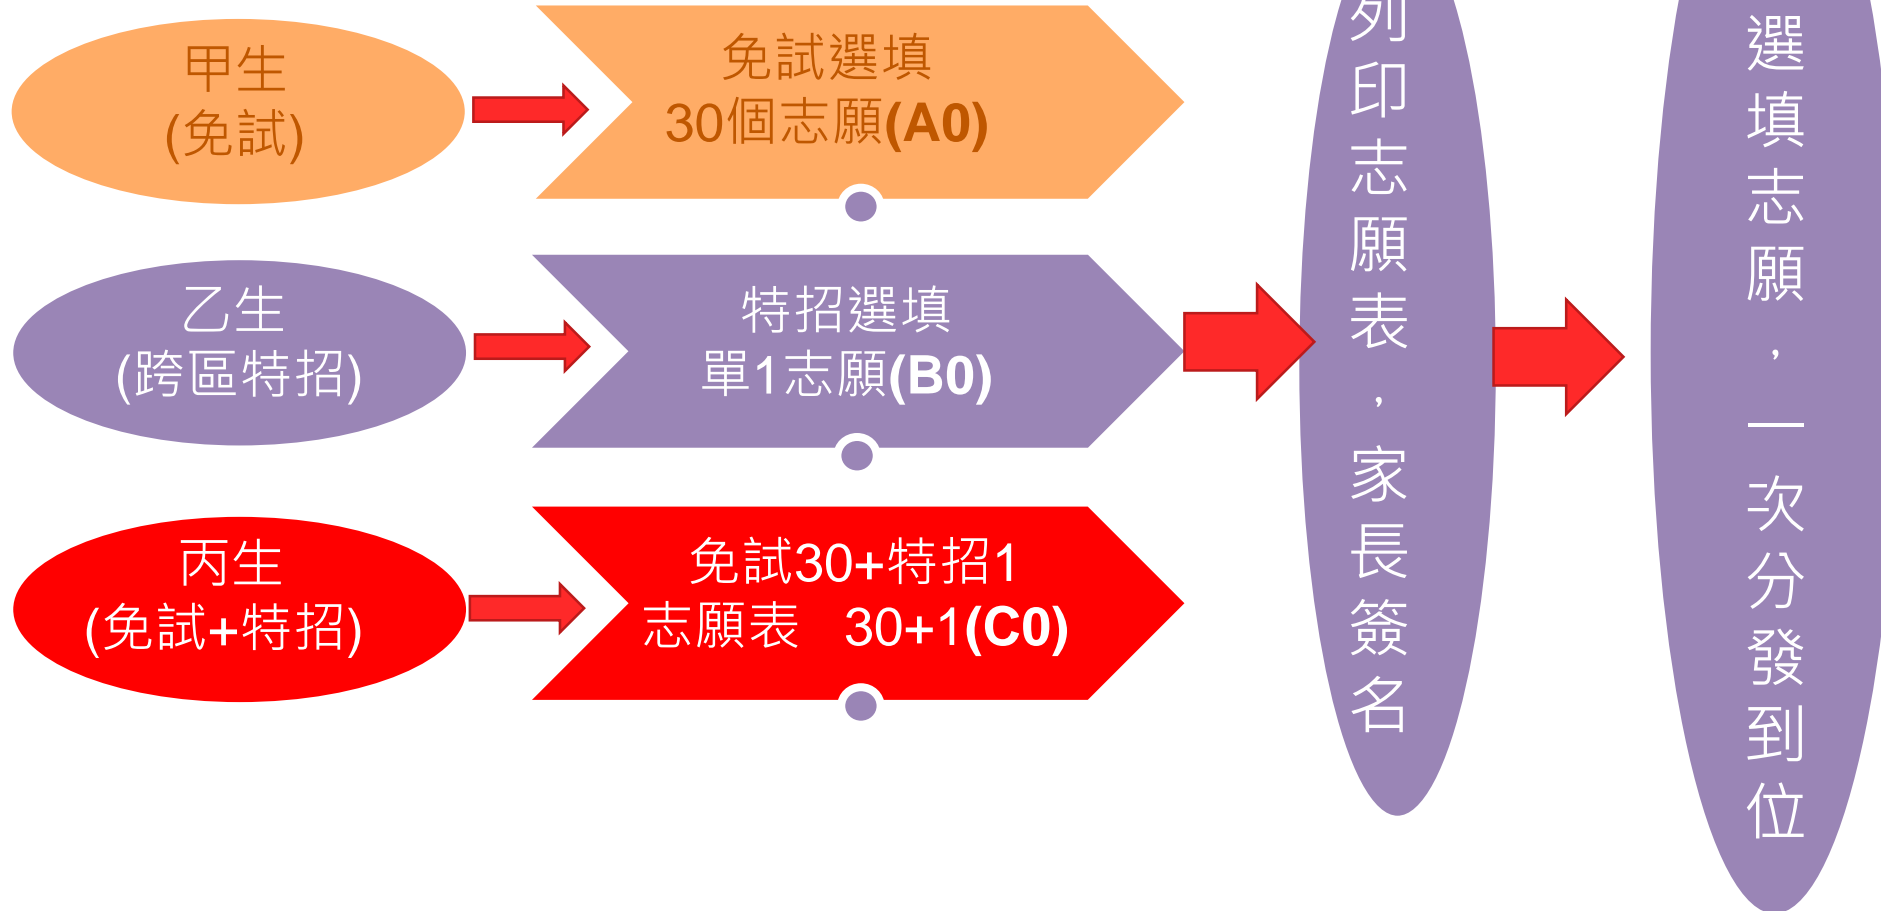 甲生
(免試)
免試選填
30個志願(A0)
乙生
(跨區特招)
特招選填
單1志願(B0)
丙生
(免試+特招)
免試30+特招1
志願表 30+1(C0)
列印志願表，家長簽名
選填志願，一次分發到位